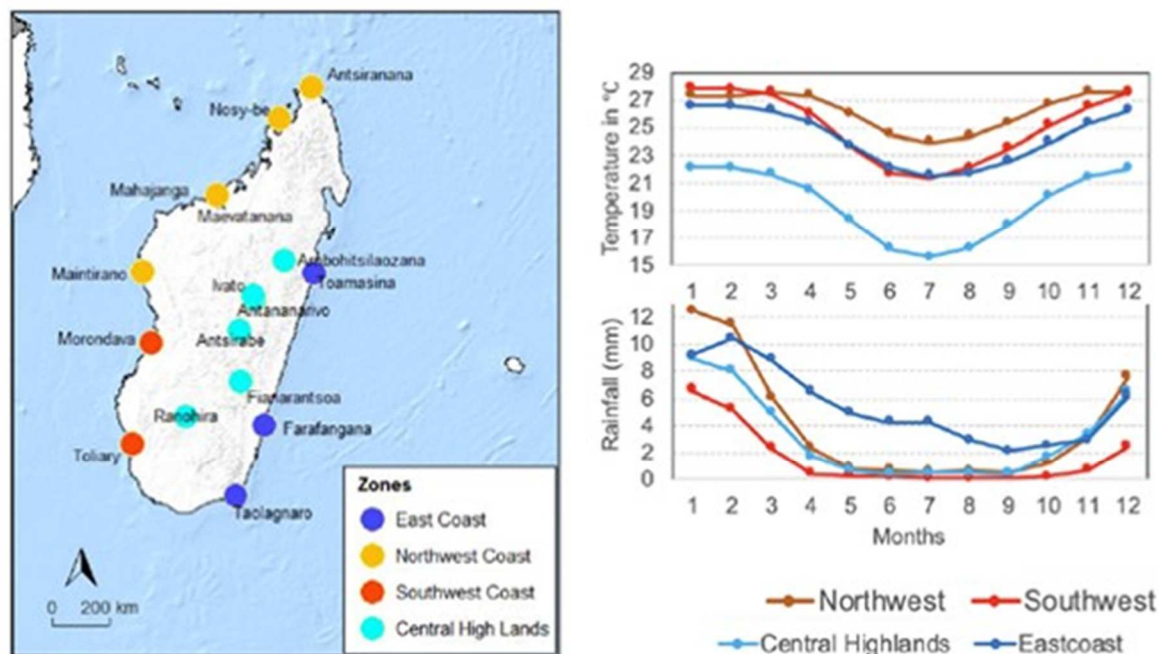 Antsiranana
Nosy-be
Mahajanga
Maevatanana
Maintirano
Ambohitsilaozana
Toamasina
Ivato
Antananarivo
Morondava
Antsirabe
Fianarantsoa
Ranohira
Farafangana
Toliary
Taolagnaro
Zones
East Coast
Northwest Coast
Southwest Coast
Central High Lands
0 200 km
Temperature in °C
29
27
25
23
21
19
17
15
1 2 3 4 5 6 7 8 9 10 11 12
Rainfall (mm)
12
10
8
6
4
2
0
1 2 3 4 5 6 7 8 9 10 11 12
Months
Northwest Southwest
Central Highlands Eastcoast